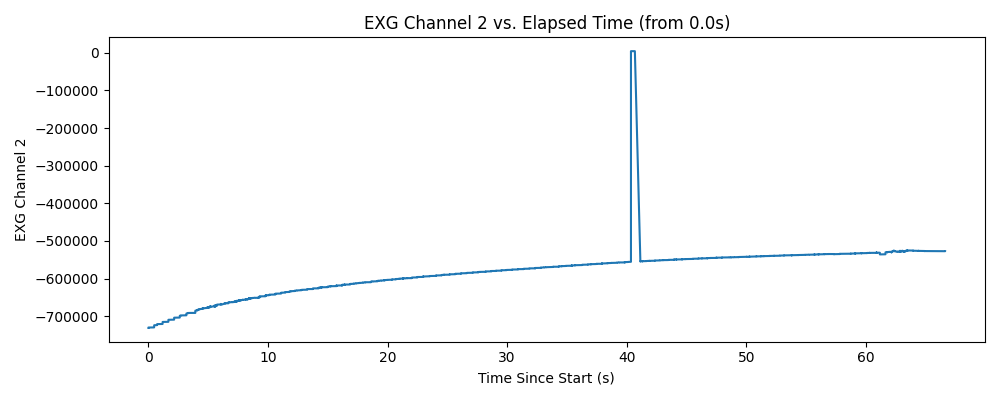 EXG Channel 2 vs. Elapsed Time (from 0.0s)
EXG Channel 2
0
−100000
−200000
−300000
−400000
−500000
−600000
−700000
0 10 20 30 40 50 60
Time Since Start (s)